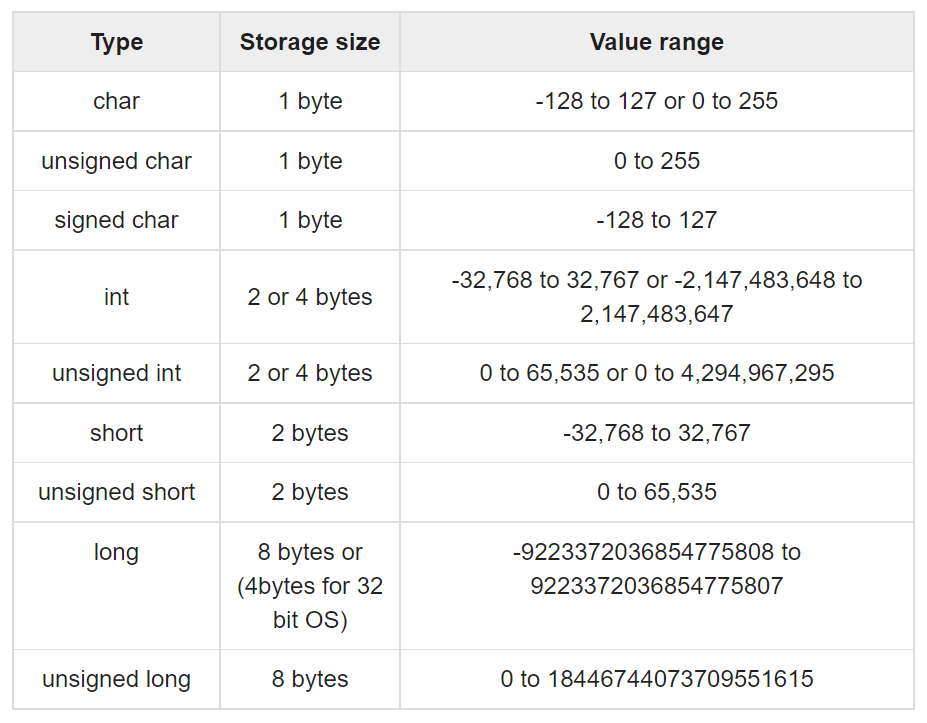 Type Storage size Value range
char 1 byte -128 to 127 or 0 to 255
unsigned char 1 byte 0 to 255
signed char 1 byte -128 to 127
int 2 or 4 bytes -32,768 to 32,767 or -2,147,483,648 to
2,147,483,647
unsigned int 2 or 4 bytes 0 to 65,535 or 0 to 4,294,967,295
short 2 bytes -32,768 to 32,767
unsigned short 2 bytes 0 to 65,535
long 8 bytes or -9223372036854775808 to
(4bytes for 32 9223372036854775807
bit OS)
unsigned long 8 bytes 0 to 18446744073709551615